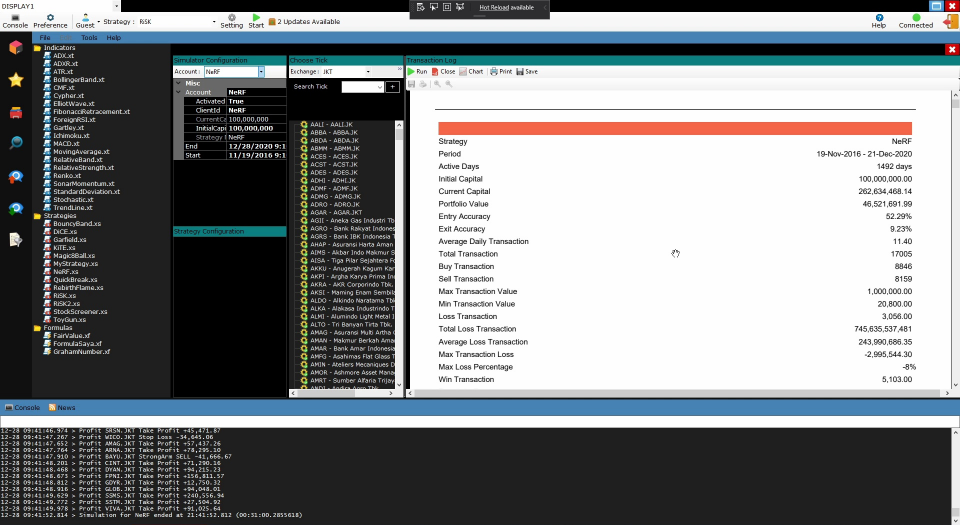 DISPLAY1
Hot Reload available
Console Preference Guest Strategy : RiSK Setting Start 2 Updates Available Help Connected
File Tools Help
Indicators
ADX.xt
ADXR.xt
ATR.xt
BollingerBand.xt
CMF.xt
Cypher.xt
ElliotWave.xt
FibonacciRetracement.xt
ForeignRSI.xt
Gartley.xt
Ichimoku.xt
MACD.xt
MovingAverage.xt
RelativeBand.xt
RelativeStrength.xt
Renko.xt
SonarMomentum.xt
StandardDeviation.xt
Stochastic.xt
TrendLine.xt
Strategies
BouncyBand.xs
DiCE.xs
Garfield.xs
KiTE.xs
Magic8Ball.xs
MyStrategy.xs
NeRF.xs
QuickBreak.xs
RebirthFlame.xs
RiSK.xs
RiSK2.xs
StockScreener.xs
ToyGun.xs
Formulas
FairValue.xf
FormulaSaya.xf
GrahamNumber.xf
Simulator Configuration
Account : NeRF
Misc
Account NeRF
Activated True
ClientId NeRF
CurrentCa 100,000,000
InitialCapi 100,000,000
Strategy NeRF
End 12/28/2020 9:1
Start 11/19/2016 9:1
Strategy Configuration
Choose Tick
Exchange : JKT
Search Tick +
AALI - AALI.JK
ABBA - ABBA.JK
ABDA - ABDA.JK
ABMM - ABMM.JK
ACES - ACES.JK
ACST - ACST.JK
ADES - ADES.JK
ADHI - ADHI.JK
ADMF - ADMF.JK
ADMG - ADMG.JK
ADRO - ADRO.JK
AGAR - AGAR.JKT
AGII - Aneka Gas Industri Tb
AGRO - Bank Rakyat Indones
AGRS - Bank IBK Indonesia T
AHAP - Asuransi Harta Aman
AIMS - Akbar Indo Makmur S
AISA - Tiga Pilar Sejahtera F
AKKU - Anugerah Kagum Kar
AKPI - Argha Karya Prima In
AKRA - AKR Corporindo Tbk.
AKSI - Maming Enam Sembil
ALDO - Alkindo Naratama Tb
ALKA - Alakasa Industrindo T
ALMI - Alumindo Light Metal
ALTO - Tri Banyan Tirta Tbk.
AMAG - Asuransi Multi Artha
AMAN - Makmur Berkah Amar
AMAR - Bank Amar Indonesi
AMFG - Asahimas Flat Glass T
AMIN - Ateliers Mecaniques D
AMOR - Ashmore Asset Mana
AMRT - Sumber Alfaria Trijay
Transaction Log
Run Close Chart Print Save
Strategy NeRF
Period 19-Nov-2016 - 21-Dec-2020
Active Days 1492 days
Initial Capital 100,000,000.00
Current Capital 262,634,468.14
Portfolio Value 46,521,691.99
Entry Accuracy 52.29%
Exit Accuracy 9.23%
Average Daily Transaction 11.40
Total Transaction 17005
Buy Transaction 8846
Sell Transaction 8159
Max Transaction Value 1,000,000.00
Min Transaction Value 20,800.00
Loss Transaction 3,056.00
Total Loss Transaction 745,635,537,481
Average Loss Transaction 243,990,686.35
Max Transaction Loss -2,995,544.30
Max Loss Percentage -8%
Win Transaction 5,103.00
Console News
12-28 09:41:46.974 > Profit SRSN.JKT Take Profit +45,471.87
12-28 09:41:47.267 > Profit WICO.JKT Stop Loss -34,645.06
12-28 09:41:47.652 > Profit AMAG.JKT Take Profit +57,437.26
12-28 09:41:47.764 > Profit ARNA.JKT Take Profit +78,295.10
12-28 09:41:47.910 > Profit BAYU.JKT StrongArm SELL -41,666.67
12-28 09:41:48.201 > Profit CINT.JKT Take Profit +71,290.16
12-28 09:41:48.468 > Profit DYAN.JKT Take Profit +94,215.23
12-28 09:41:48.673 > Profit FPNI.JKT Take Profit +156,811.57
12-28 09:41:48.812 > Profit GDYR.JKT Take Profit +12,750.32
12-28 09:41:48.916 > Profit GLOB.JKT Take Profit +94,048.01
12-28 09:41:49.629 > Profit SSMS.JKT Take Profit +240,556.94
12-28 09:41:49.772 > Profit SSTM.JKT Take Profit +27,504.92
12-28 09:41:49.978 > Profit VIVA.JKT Take Profit +91,025.64
12-28 09:41:52.814 > Simulation for NeRF ended at 21:41:52.812 (00:31:00.2855618)